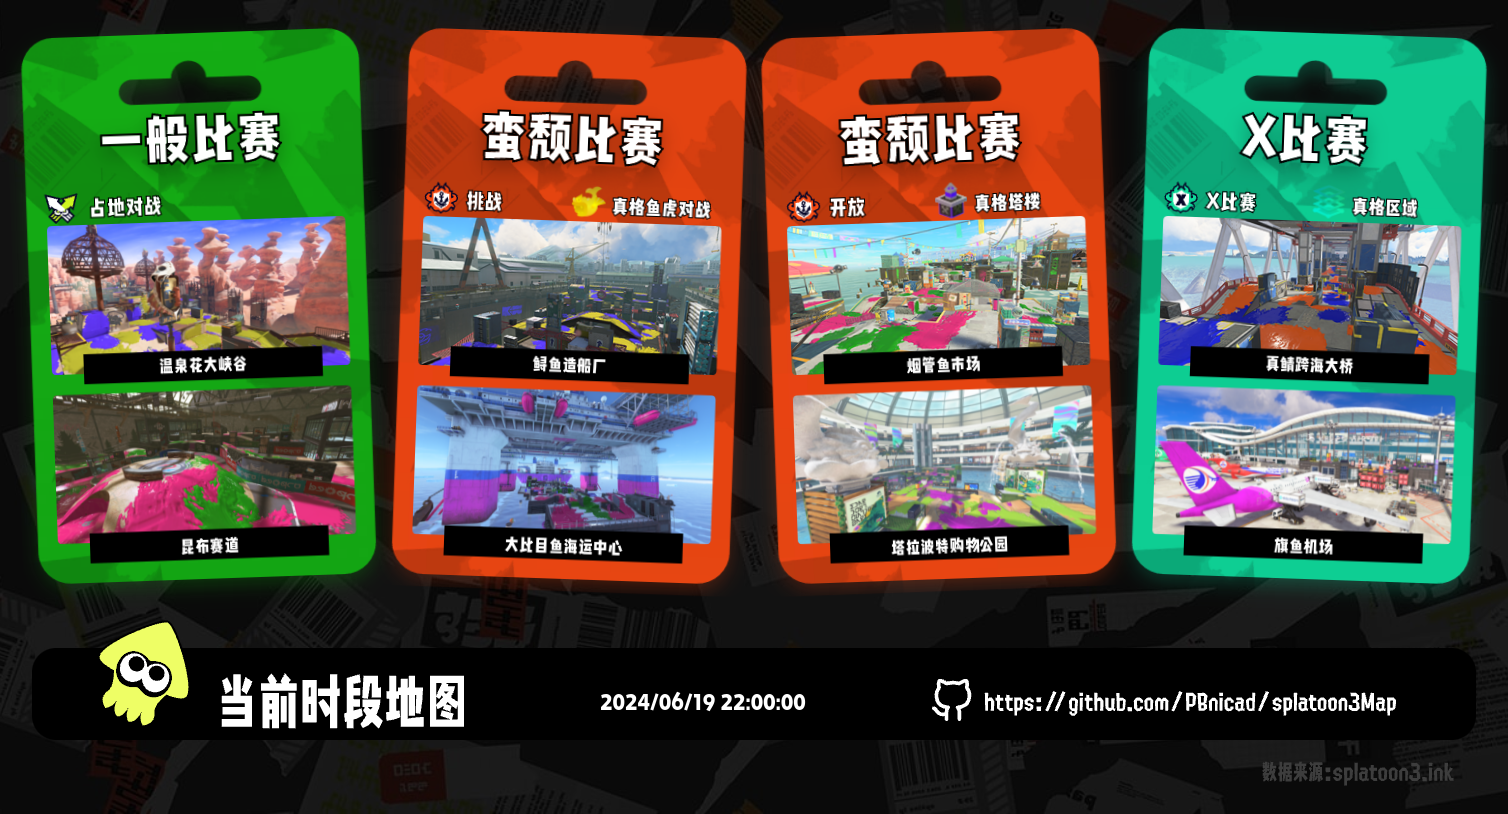 一般比赛
占地对战
温泉花大峡谷
昆布赛道
蛮颓比赛
挑战
真格鱼虎对战
鲟鱼造船厂
大比目鱼海运中心
蛮颓比赛
开放
真格塔楼
烟管鱼市场
塔拉波特购物公园
X比赛
X比赛
真格区域
真鲭跨海大桥
旗鱼机场
当前时段地图
2024/06/19 22:00:00
https://github.com/PBnicad/splatoon3Map
数据来源:splatoon3.ink